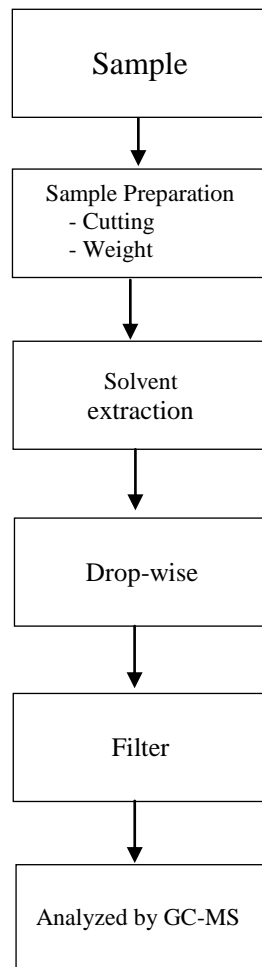 Sample
Sample Preparation
- Cutting
- Weight
Solvent
extraction
Drop-wise
Filter
Analyzed by GC-MS